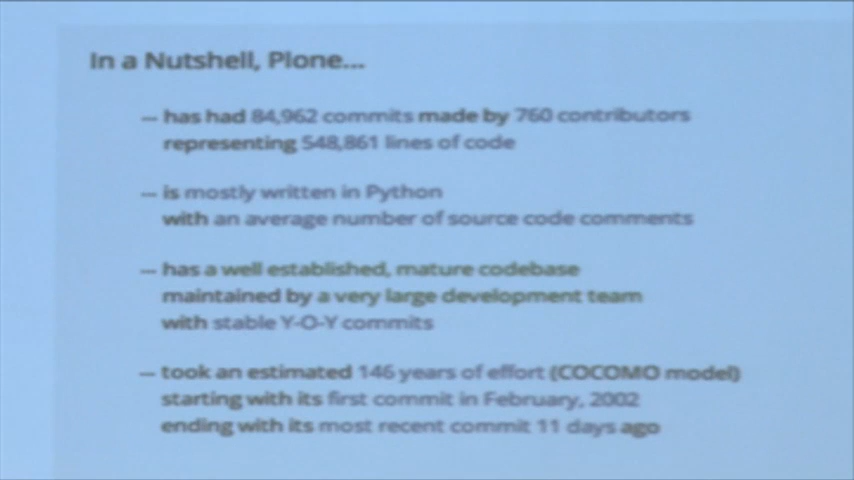 In a Nutshell, Plone...
— has had 84,962 commits made by 760 contributors
representing 548,861 lines of code
— is mostly written in Python
with an average number of source code comments
— has a well established, mature codebase
maintained by a very large development team
with stable Y-O-Y commits
— took an estimated 146 years of effort (COCOMO model)
starting with its first commit in February, 2002
ending with its most recent commit 11 days ago